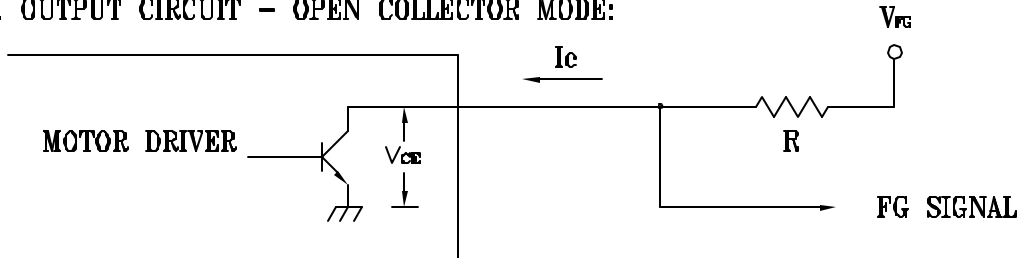 OUTPUT CIRCUIT - OPEN COLLECTOR MODE:
VFG
Ic
MOTOR DRIVER
VCE
R
FG SIGNAL